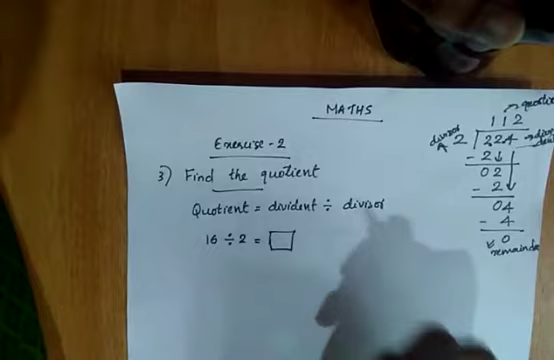 MATHS
Exercise - 2
3) Find the quotient
Quotient = divident ÷ divisor
16 ÷ 2 = 
112
divisor 2 224
- 2
02
- 2
04
- 4
0
remainder